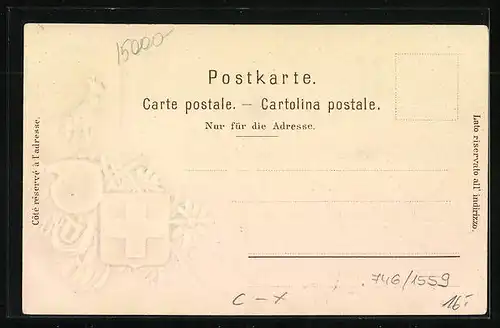 15000-
Postkarte.
Carte postale. — Cartolina postale.
Nur für die Adresse.
Côté réservé à l'adresse.
Lato riservato all' indirizzo.
746/1559
C – X
16.-